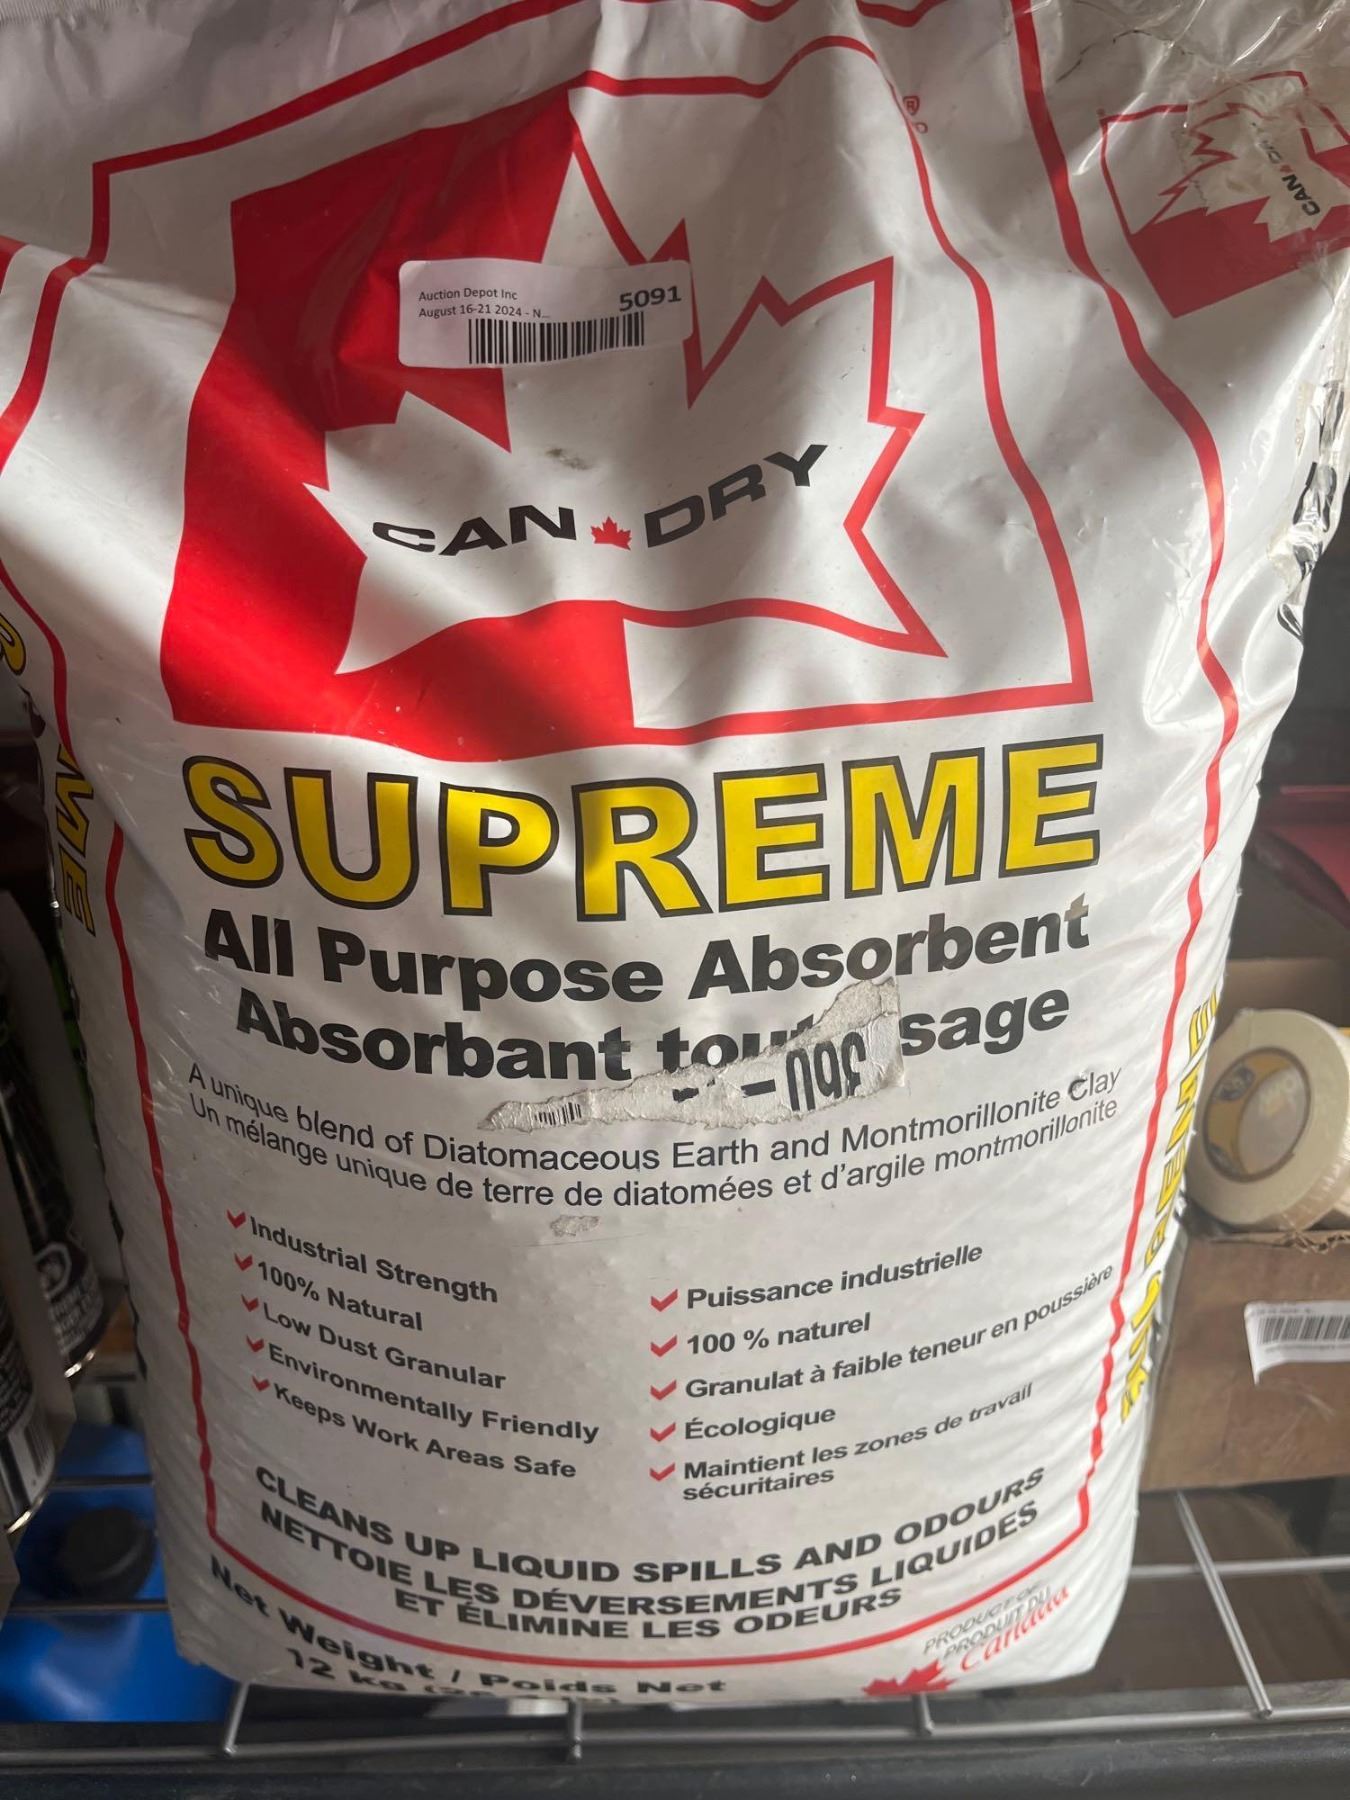 Auction Depot Inc
August 16-21 2024 - N...
5091
CAN DRY
CAN DRY
SUPREME
All Purpose Absorbent
Absorbant tout sage
A unique blend of Diatomaceous Earth and Montmorillonite Clay
Un mélange unique de terre de diatomées et d'argile montmorillonite
Industrial Strength
100% Natural
Low Dust Granular
Environmentally Friendly
Keeps Work Areas Safe
Puissance industrielle
100 % naturel
Granulat à faible teneur en poussière
Écologique
Maintient les zones de travail
sécuritaires
CLEANS UP LIQUID SPILLS AND ODOURS
NETTOIE LES DÉVERSEMENTS LIQUIDES
ET ÉLIMINE LES ODEURS
Net Weight / Poids Net
12 kg
PRODUCT OF
PRODUIT DU
Canada